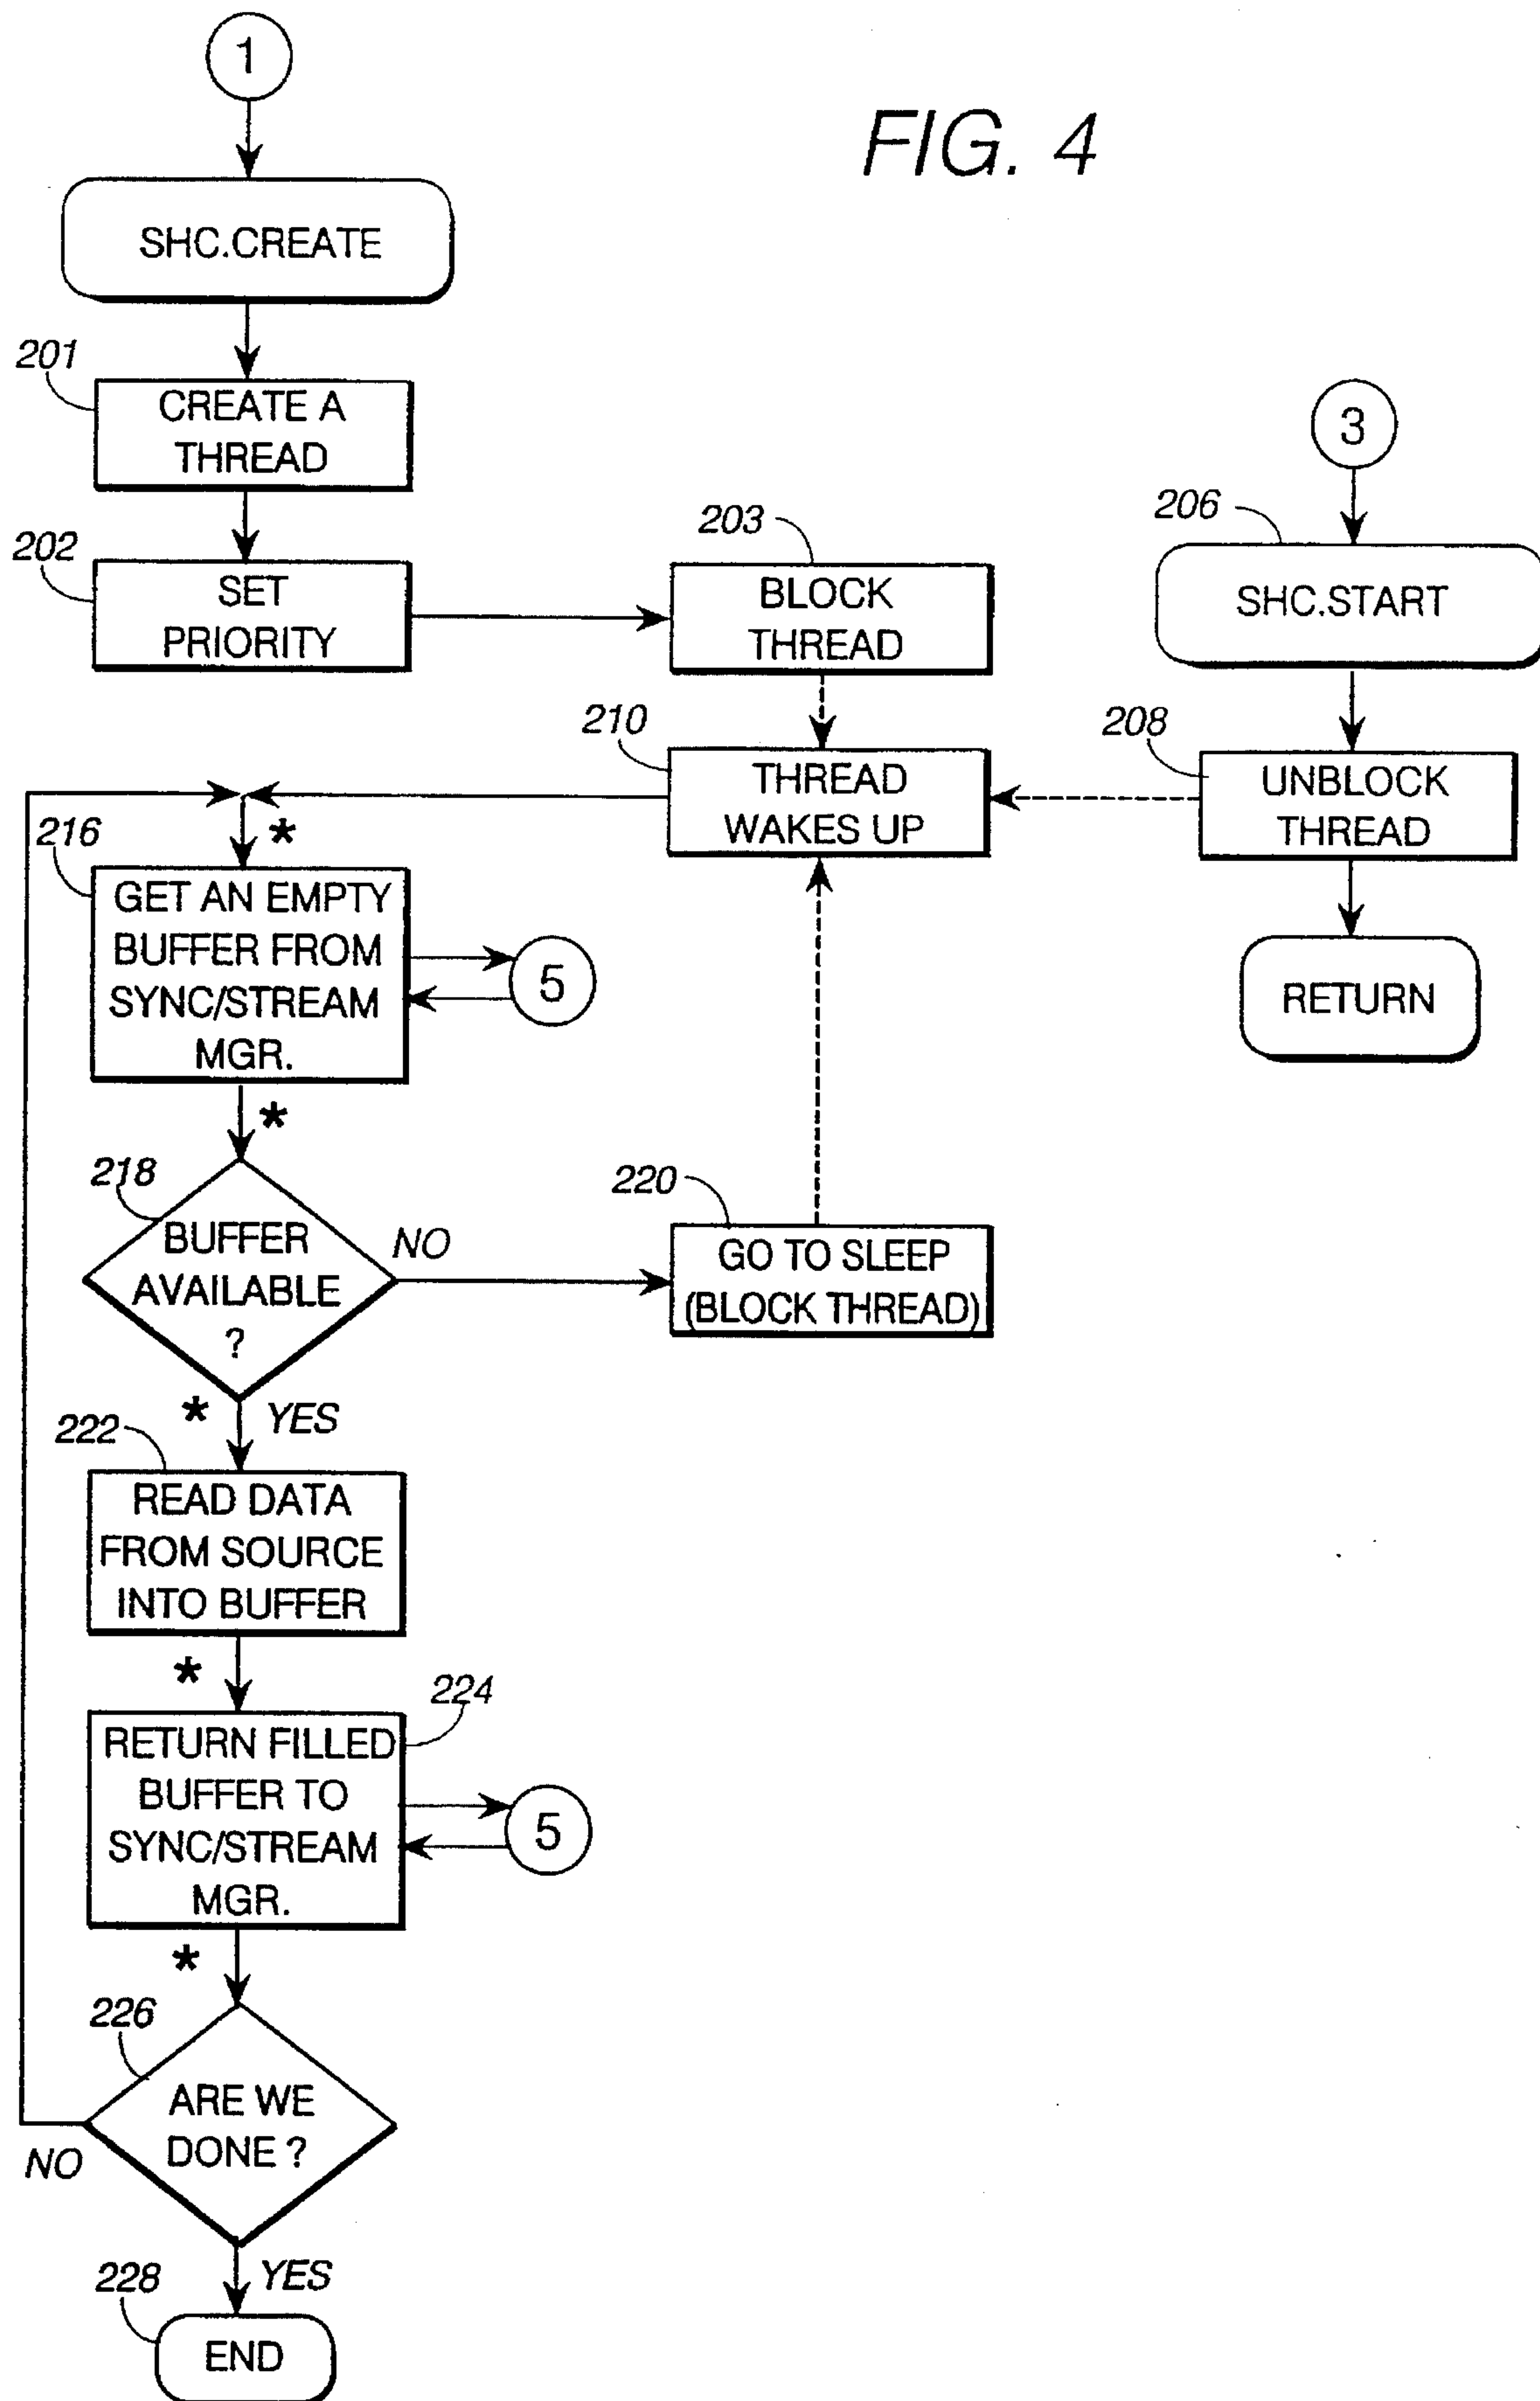 1
FIG. 4
SHC.CREATE
201
CREATE A
THREAD
3
202
SET
PRIORITY
203
BLOCK
THREAD
206
SHC.START
210
THREAD
WAKES UP
208
UNBLOCK
THREAD
RETURN
*
216
GET AN EMPTY
BUFFER FROM
SYNC/STREAM
MGR.
5
*
218
BUFFER
AVAILABLE
?
NO
220
GO TO SLEEP
(BLOCK THREAD)
* YES
222
READ DATA
FROM SOURCE
INTO BUFFER
*
224
RETURN FILLED
BUFFER TO
SYNC/STREAM
MGR.
5
*
226
ARE WE
DONE ?
NO
YES
228
END